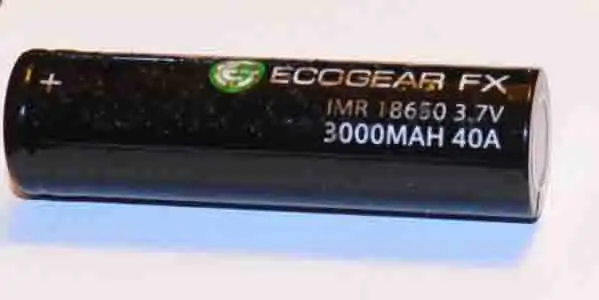 +
ECOGEAR FX
IMR 18650 3.7V
3000MAH 40A